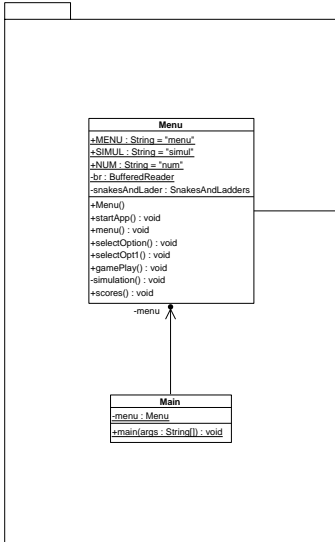 Menu
+MENU : String = "menu"
+SIMUL : String = "simul"
+NUM : String = "num"
-br : BufferedReader
-snakesAndLader : SnakesAndLadders
+Menu()
+startApp() : void
+menu() : void
+selectOption() : void
+selectOpt1() : void
+gamePlay() : void
-simulation() : void
+scores() : void
-menu
Main
-menu : Menu
+main(args : String[]) : void